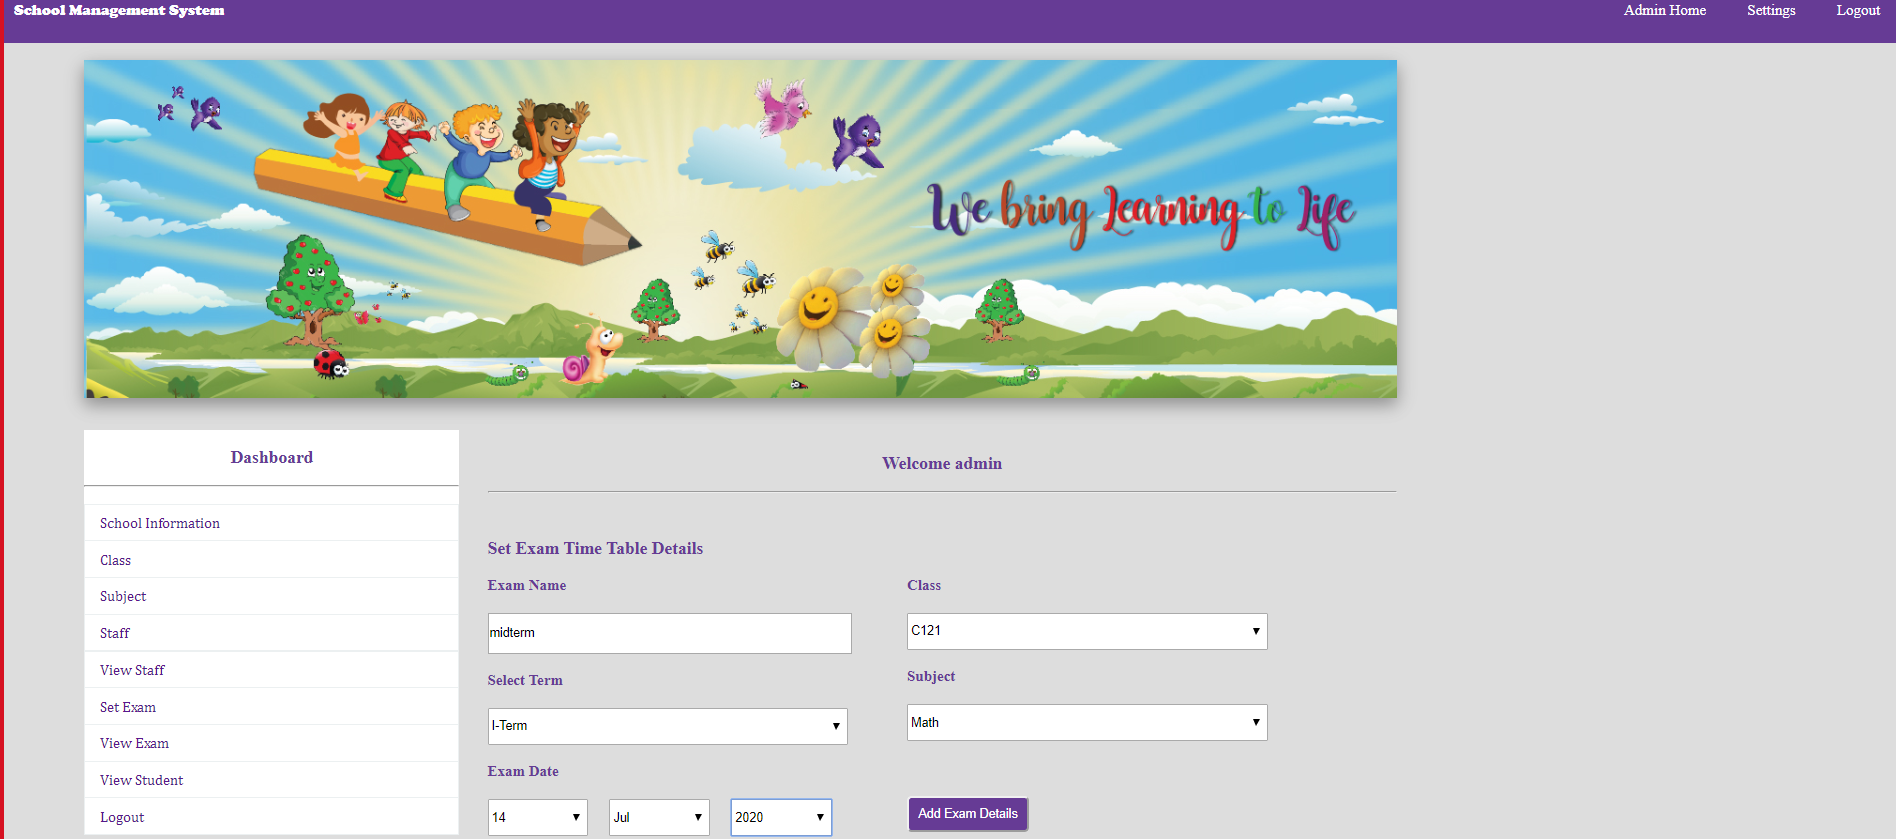 School Management System
Admin Home Settings Logout
We bring Learning to Life
Dashboard
School Information
Class
Subject
Staff
View Staff
Set Exam
View Exam
View Student
Logout
Welcome admin
Set Exam Time Table Details
Exam Name
midterm
Select Term
I-Term
Exam Date
14 Jul 2020
Class
C121
Subject
Math
Add Exam Details